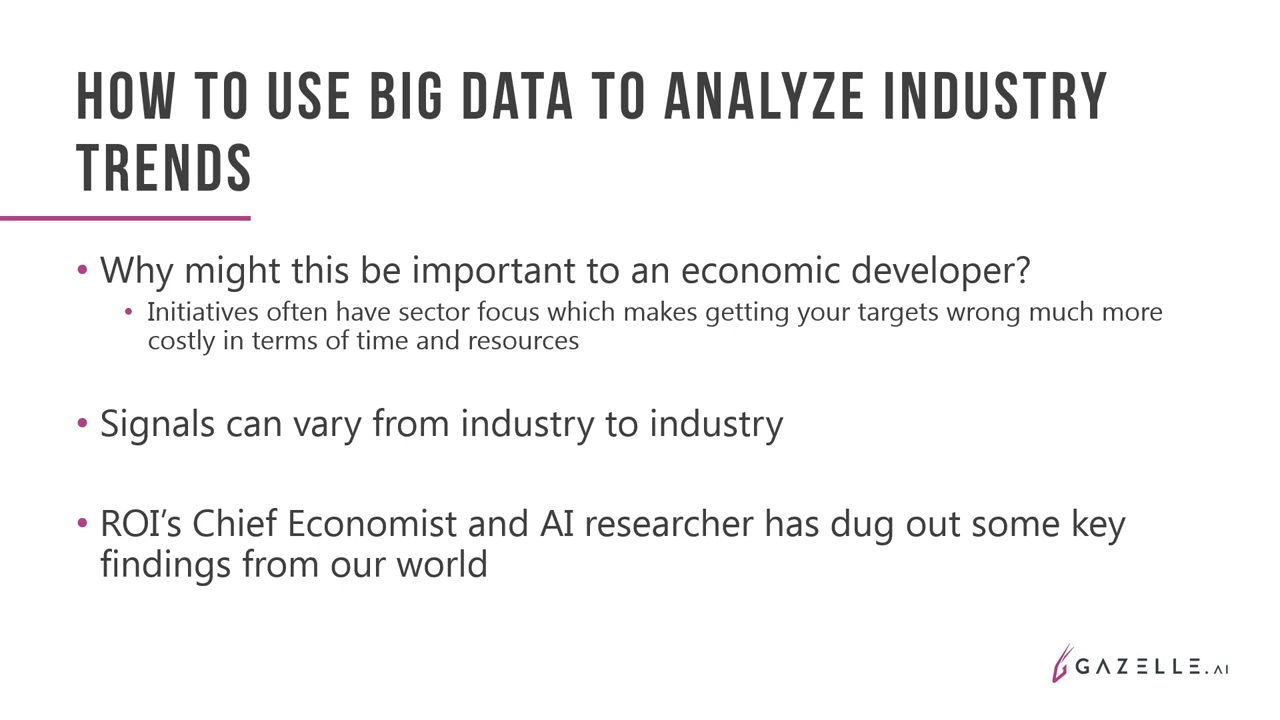 HOW TO USE BIG DATA TO ANALYZE INDUSTRY
TRENDS
• Why might this be important to an economic developer?
• Initiatives often have sector focus which makes getting your targets wrong much more
costly in terms of time and resources
• Signals can vary from industry to industry
• ROI’s Chief Economist and AI researcher has dug out some key
findings from our world
GAZELLE.AI